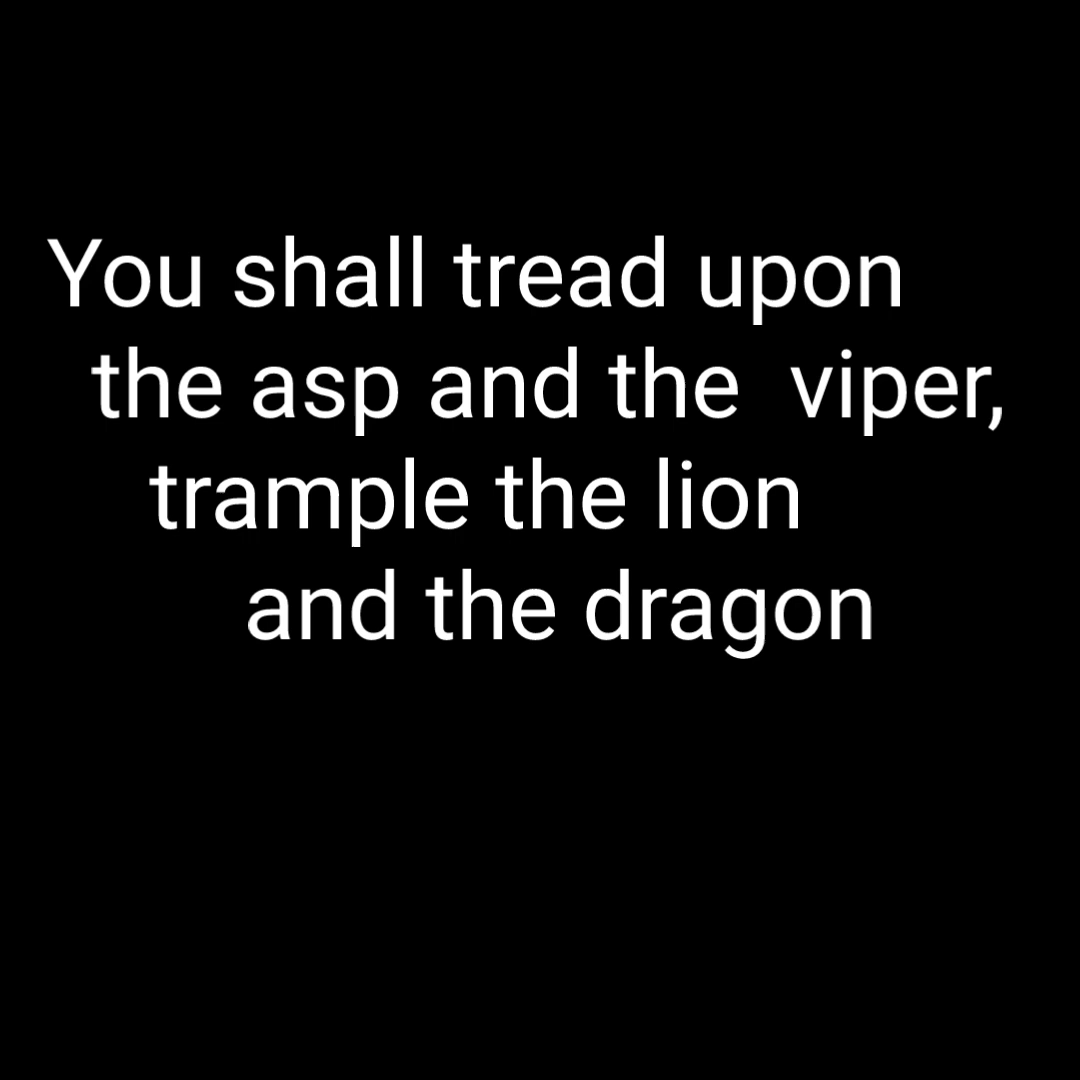 You shall tread upon
the asp and the  viper,
trample the lion
and the dragon